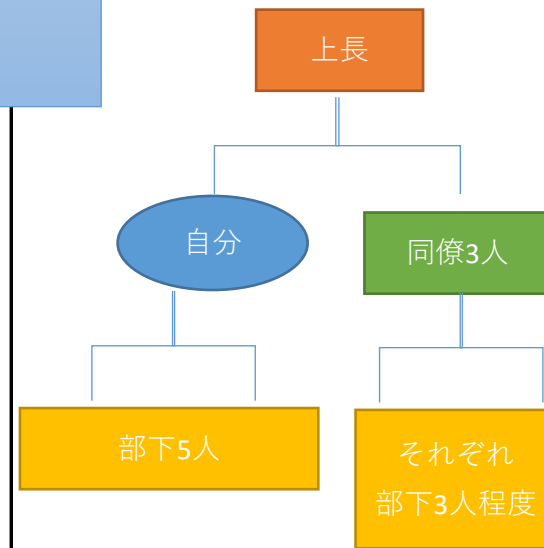 上長
自分
同僚3人
部下5人
それぞれ
部下3人程度